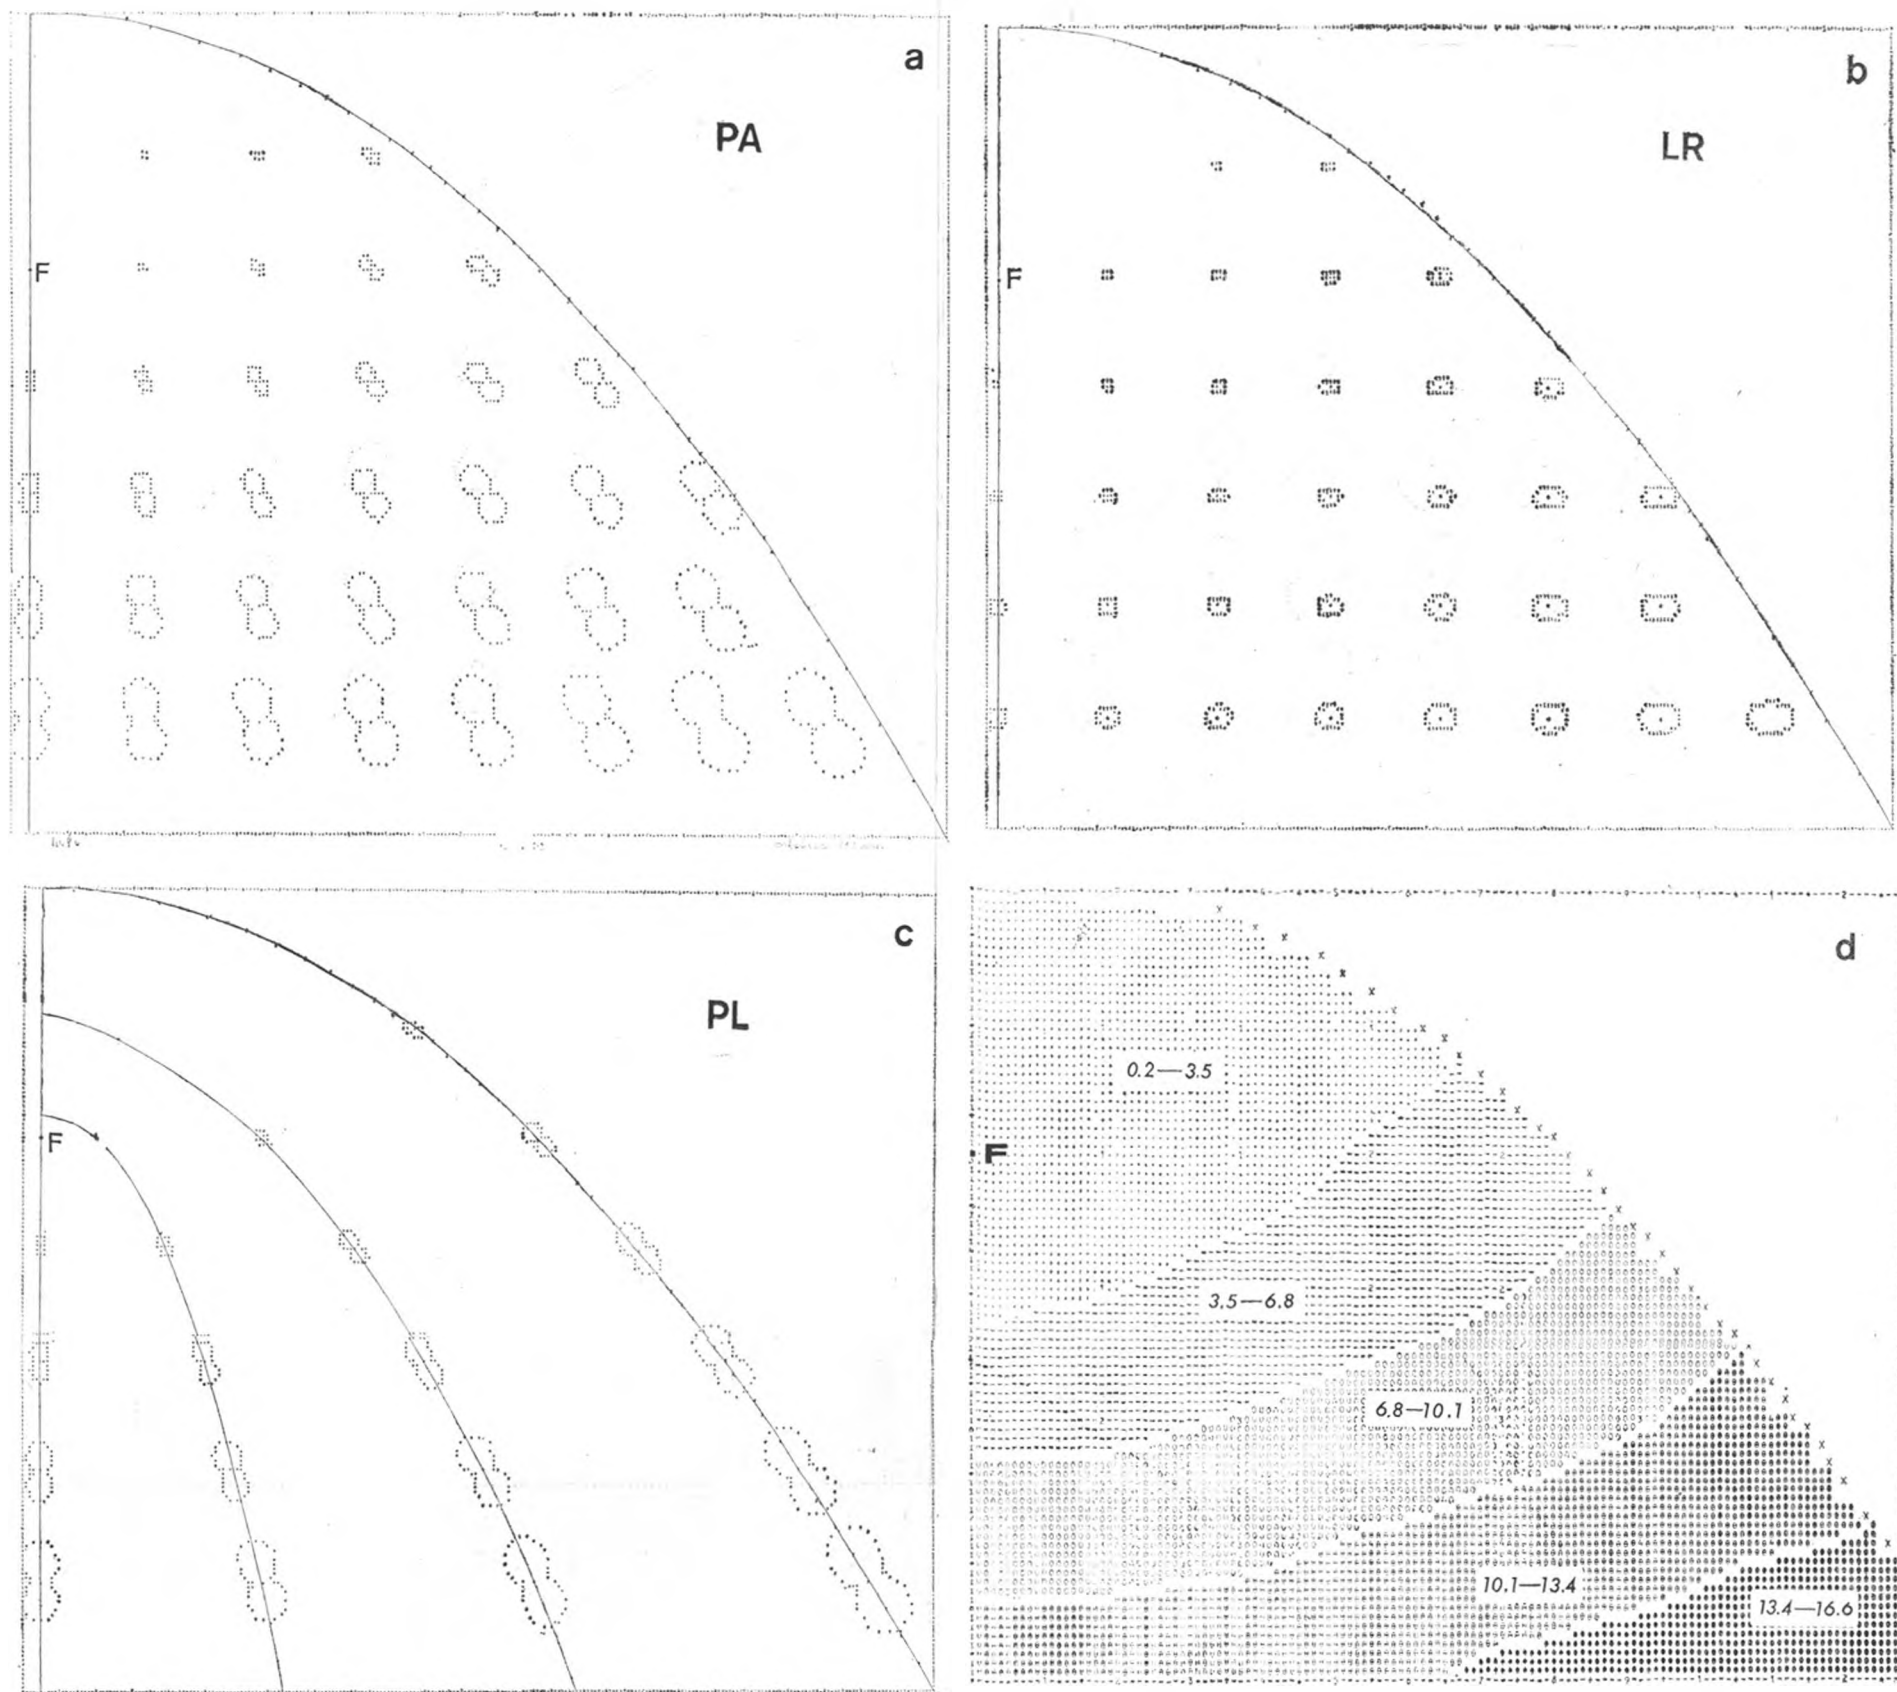 a
PA
F
b
LR
F
c
PL
F
d
0.2—3.5
F
3.5—6.8
6.8—10.1
10.1—13.4
13.4—16.6